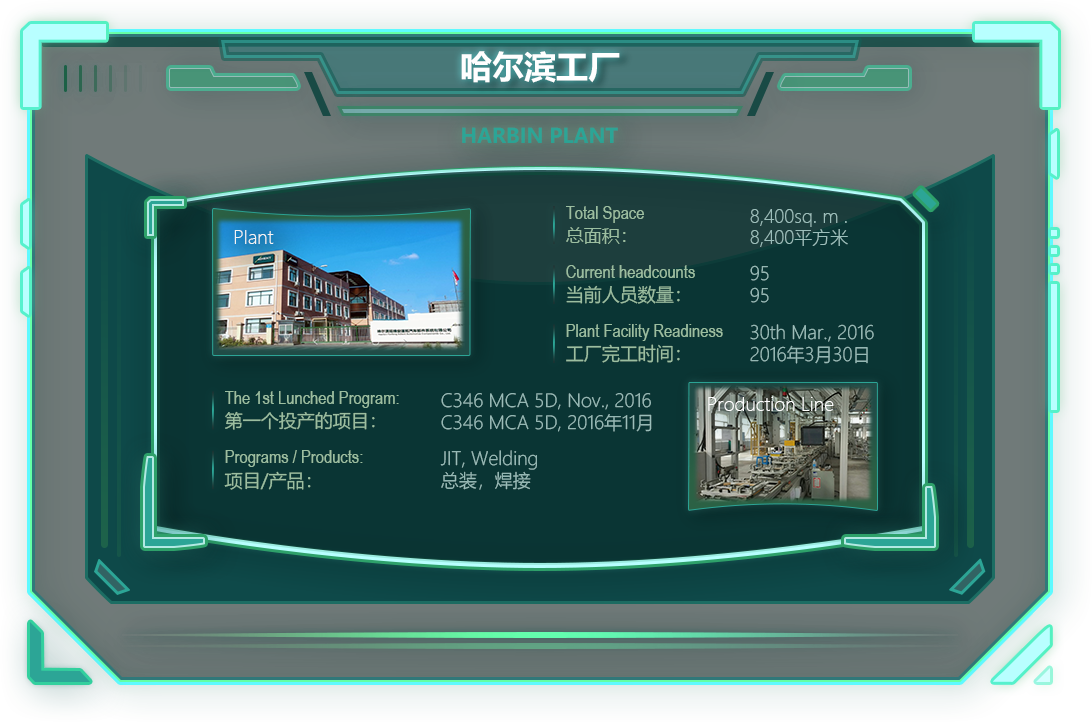 哈尔滨工厂
HARBIN PLANT
Plant
Total Space 8,400sq. m .
总面积： 8,400平方米
Current headcounts 95
当前人员数量： 95
Plant Facility Readiness 30th Mar., 2016
工厂完工时间： 2016年3月30日
The 1st Lunched Program: C346 MCA 5D, Nov., 2016
第一个投产的项目： C346 MCA 5D, 2016年11月
Programs / Products: JIT, Welding
项目/产品： 总装，焊接
Production Line